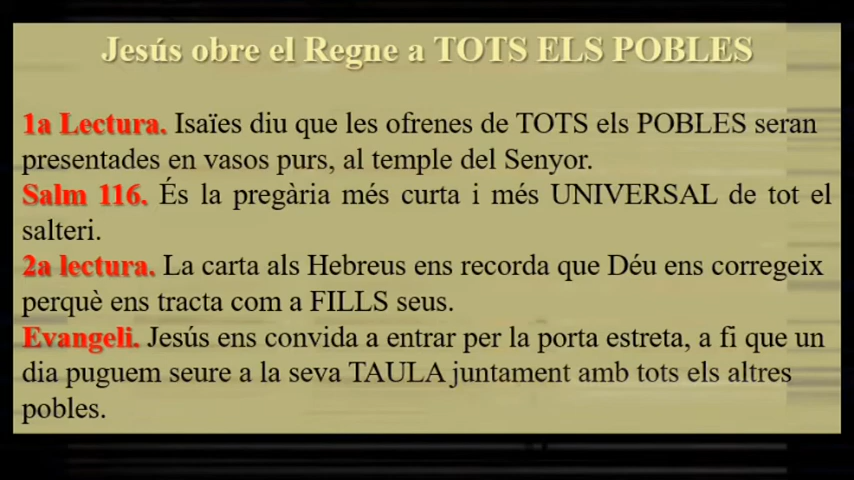 Jesús obre el Regne a TOTS ELS POBLES
1a Lectura. Isaïes diu que les ofrenes de TOTS els POBLES seran
presentades en vasos purs, al temple del Senyor.
Salm 116. És la pregària més curta i més UNIVERSAL de tot el
salteri.
2a lectura. La carta als Hebreus ens recorda que Déu ens corregeix
perquè ens tracta com a FILLS seus.
Evangeli. Jesús ens convida a entrar per la porta estreta, a fi que un
dia puguem seure a la seva TAULA juntament amb tots els altres
pobles.